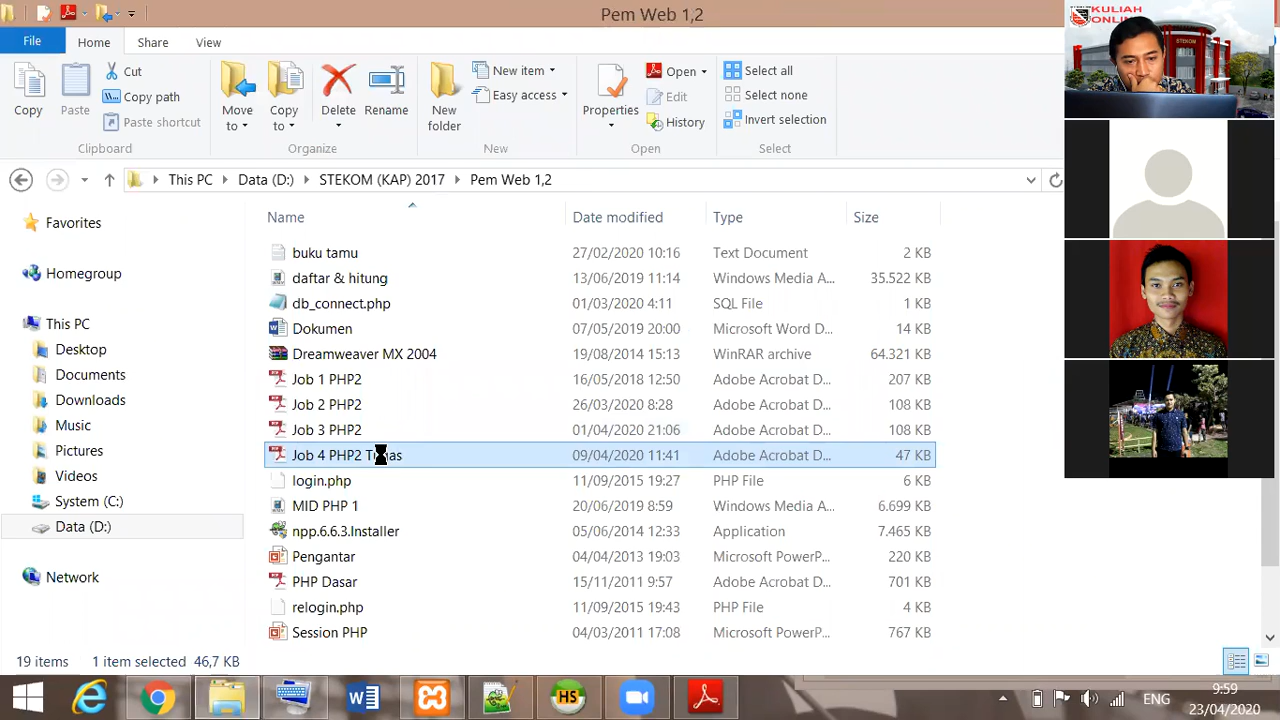 Pem Web 1,2
KULIAH
ONLINE
STEKOM
File Home Share View
Copy
Paste
Cut
Copy path
Paste shortcut
Clipboard
Move to
Copy to
Delete
Rename
Organize
New folder
New item
Easy access
New
Properties
Open
Edit
History
Open
Select all
Select none
Invert selection
Select
This PC Data (D:) STEKOM (KAP) 2017 Pem Web 1,2
Favorites
Homegroup
This PC
Desktop
Documents
Downloads
Music
Pictures
Videos
System (C:)
Data (D:)
Network
Name Date modified Type Size
buku tamu 27/02/2020 10:16 Text Document 2 KB
daftar & hitung 13/06/2019 11:14 Windows Media A... 35.522 KB
db_connect.php 01/03/2020 4:11 SQL File 1 KB
Dokumen 07/05/2019 20:00 Microsoft Word D... 14 KB
Dreamweaver MX 2004 19/08/2014 15:13 WinRAR archive 64.321 KB
Job 1 PHP2 16/05/2018 12:50 Adobe Acrobat D... 207 KB
Job 2 PHP2 26/03/2020 8:28 Adobe Acrobat D... 108 KB
Job 3 PHP2 01/04/2020 21:06 Adobe Acrobat D... 108 KB
Job 4 PHP2 09/04/2020 11:41 Adobe Acrobat D... 47 KB
login.php 11/09/2015 19:27 PHP File 6 KB
MID PHP 1 20/06/2019 8:59 Windows Media A... 6.699 KB
npp.6.6.3.Installer 05/06/2014 12:33 Application 7.465 KB
Pengantar 04/04/2013 19:03 Microsoft PowerP... 220 KB
PHP Dasar 15/11/2011 9:57 Adobe Acrobat D... 701 KB
relogin.php 11/09/2015 19:43 PHP File 4 KB
Session PHP 04/03/2011 17:08 Microsoft PowerP... 767 KB
19 items 1 item selected 46,7 KB
HS
ENG
9:59
23/04/2020